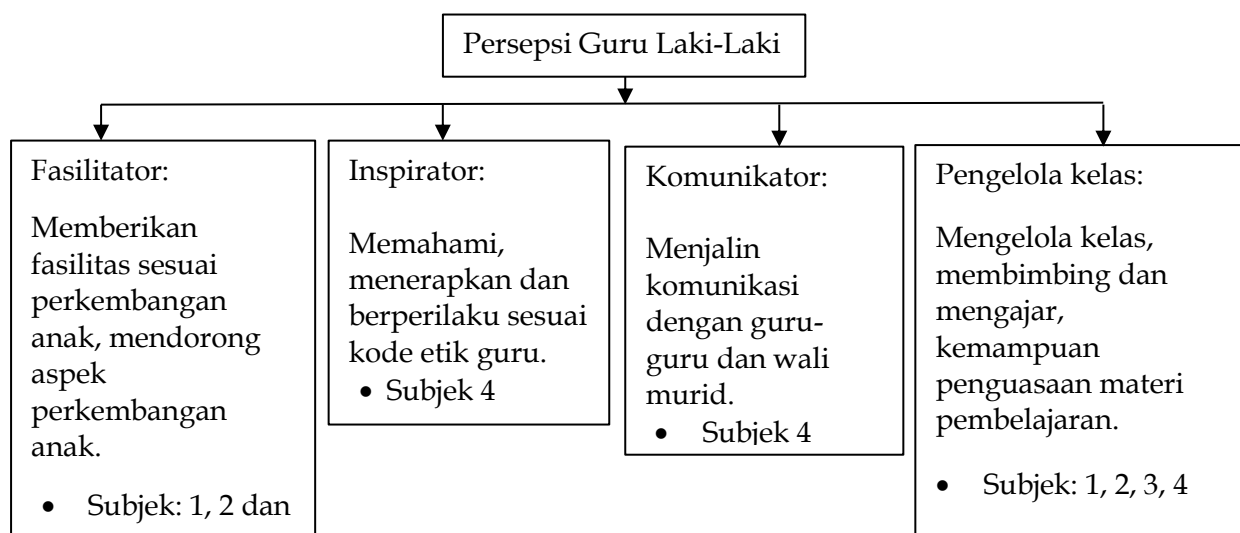 Persepsi Guru Laki-Laki
Fasilitator:
Memberikan
fasilitas sesuai
perkembangan
anak, mendorong
aspek
perkembangan
anak.
• Subjek: 1, 2 dan
Inspirator:
Memahami,
menerapkan dan
berperilaku sesuai
kode etik guru.
• Subjek 4
Komunikator:
Menjalin
komunikasi
dengan guru-
guru dan wali
murid.
• Subjek 4
Pengelola kelas:
Mengelola kelas,
membimbing dan
mengajar,
kemampuan
penguasaan materi
pembelajaran.
• Subjek: 1, 2, 3, 4